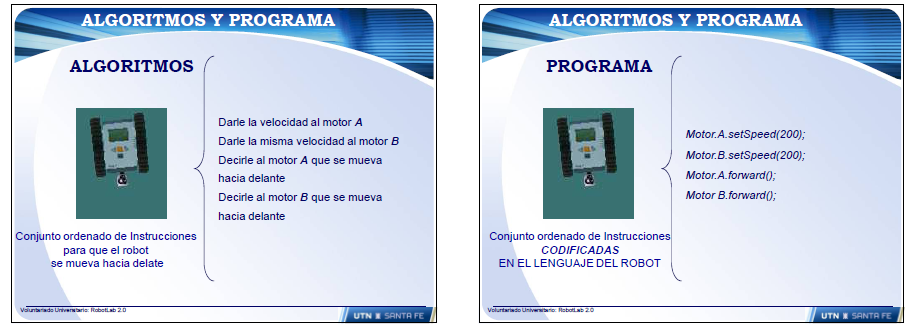 ALGORITMOS Y PROGRAMA
ALGORITMOS
Darle la velocidad al motor A
Darle la misma velocidad al motor B
Decirle al motor A que se mueva
hacia delante
Decirle al motor B que se mueva
hacia delante
Conjunto ordenado de Instrucciones
para que el robot
se mueva hacia delate
Voluntariado Universitario: RobotLab 2.0
UTN SANTA FE
ALGORITMOS Y PROGRAMA
PROGRAMA
Motor.A.setSpeed(200);
Motor.B.setSpeed(200);
Motor.A.forward();
Motor B.forward();
Conjunto ordenado de Instrucciones
CODIFICADAS
EN EL LENGUAJE DEL ROBOT
Voluntariado Universitario: RobotLab 2.0
UTN SANTA FE